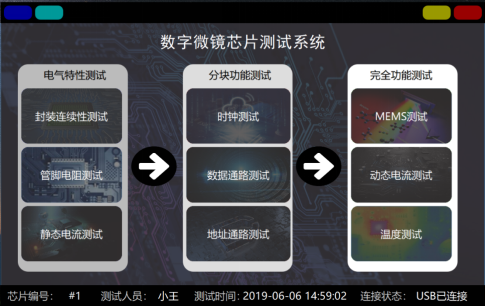 数字微镜芯片测试系统
电气特性测试
封装连续性测试
管脚电阻测试
静态电流测试
分块功能测试
时钟测试
数据通路测试
地址通路测试
完全功能测试
MEMS测试
动态电流测试
温度测试
芯片编号: #1 测试人员: 小王 测试时间: 2019-06-06 14:59:02 连接状态: USB已连接